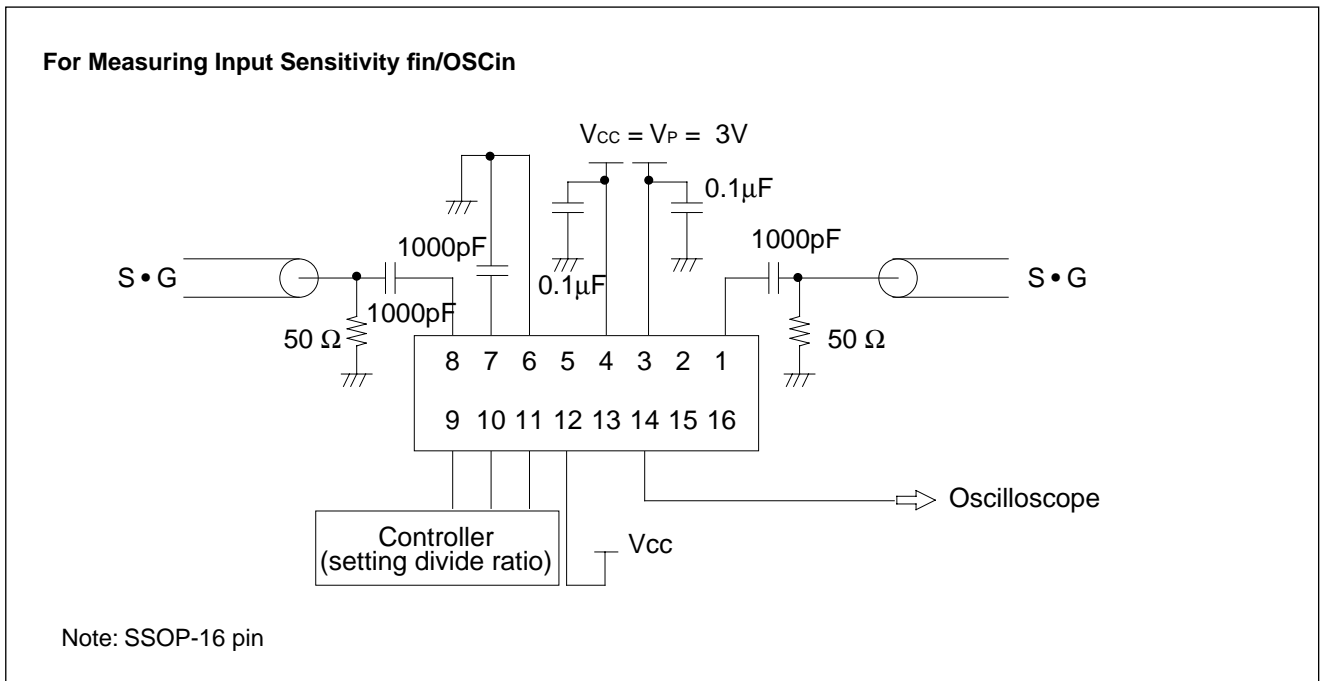 For Measuring Input Sensitivity fin/OSCin
VCC = VP = 3V
0.1μF
1000pF
1000pF
S • G
0.1μF
S • G
1000pF
50 Ω
50 Ω
8 7 6 5 4 3 2 1
9 10 11 12 13 14 15 16
Oscilloscope
Controller
(setting divide ratio)
Vcc
Note: SSOP-16 pin